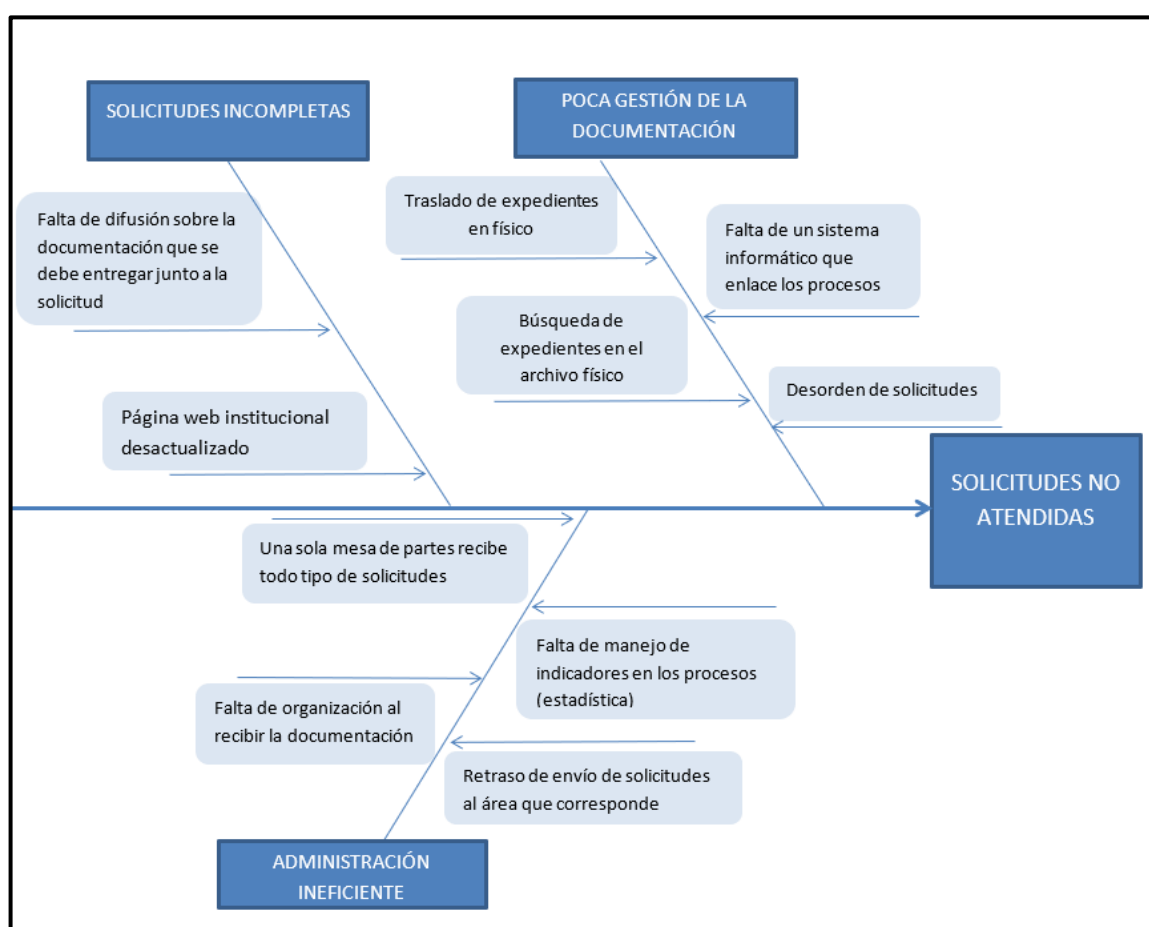 SOLICITUDES INCOMPLETAS
POCA GESTIÓN DE LA
DOCUMENTACIÓN
Falta de difusión sobre la
documentación que se
debe entregar junto a la
solicitud
Página web institucional
desactualizado
Traslado de expedientes
en físico
Búsqueda de
expedientes en el
archivo físico
Falta de un sistema
informático que
enlace los procesos
Desorden de solicitudes
SOLICITUDES NO
ATENDIDAS
Una sola mesa de partes recibe
todo tipo de solicitudes
Falta de manejo de
indicadores en los procesos
(estadística)
Falta de organización al
recibir la documentación
Retraso de envío de solicitudes
al área que corresponde
ADMINISTRACIÓN
INEFICIENTE